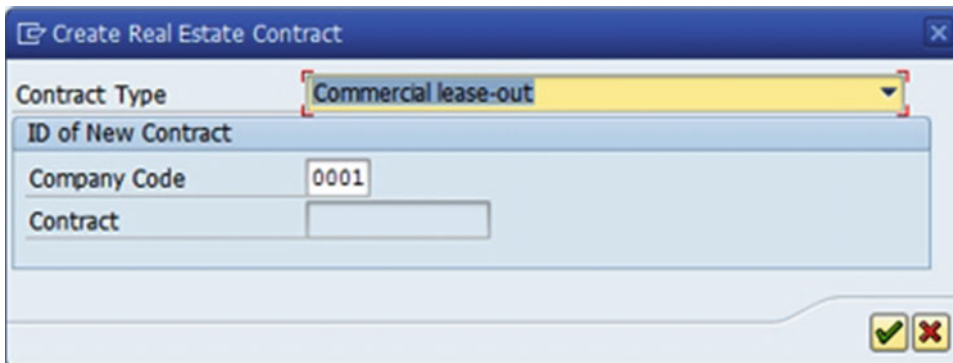 Create Real Estate Contract
Contract Type Commercial lease-out
ID of New Contract
Company Code 0001
Contract